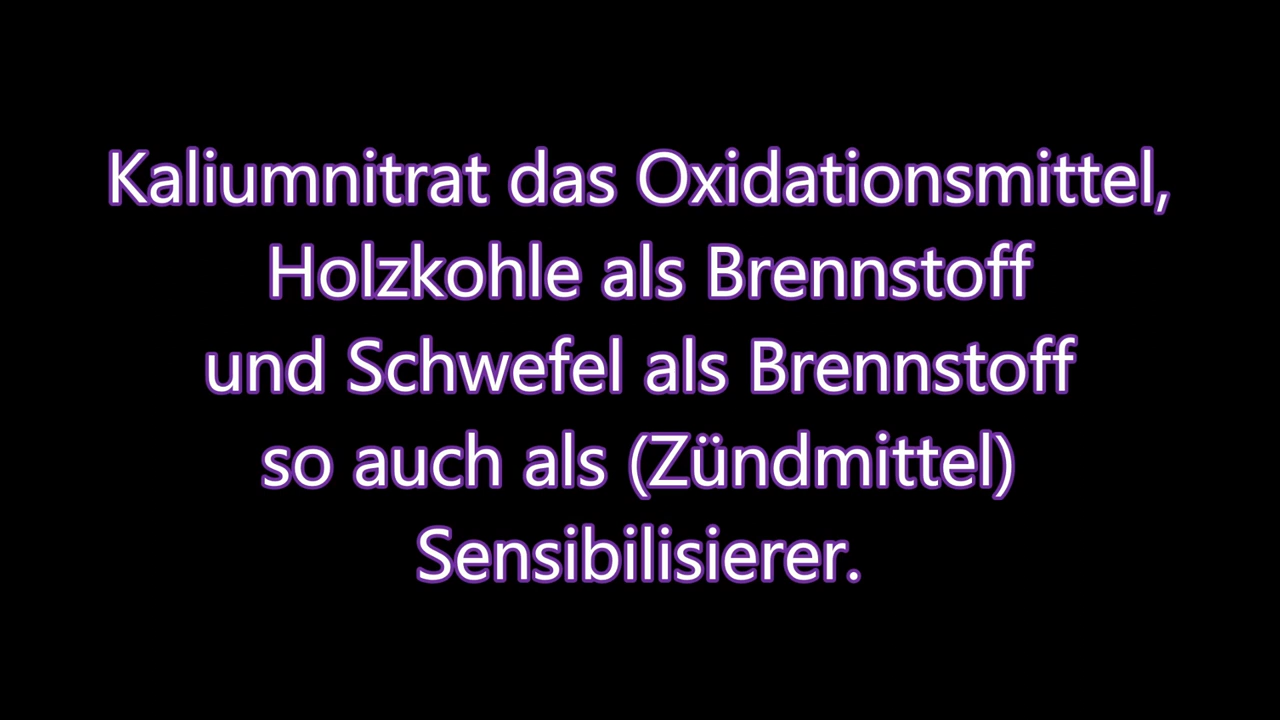 Kaliumnitrat das Oxidationsmittel,
Holzkohle als Brennstoff
und Schwefel als Brennstoff
so auch als (Zündmittel)
Sensibilisierer.